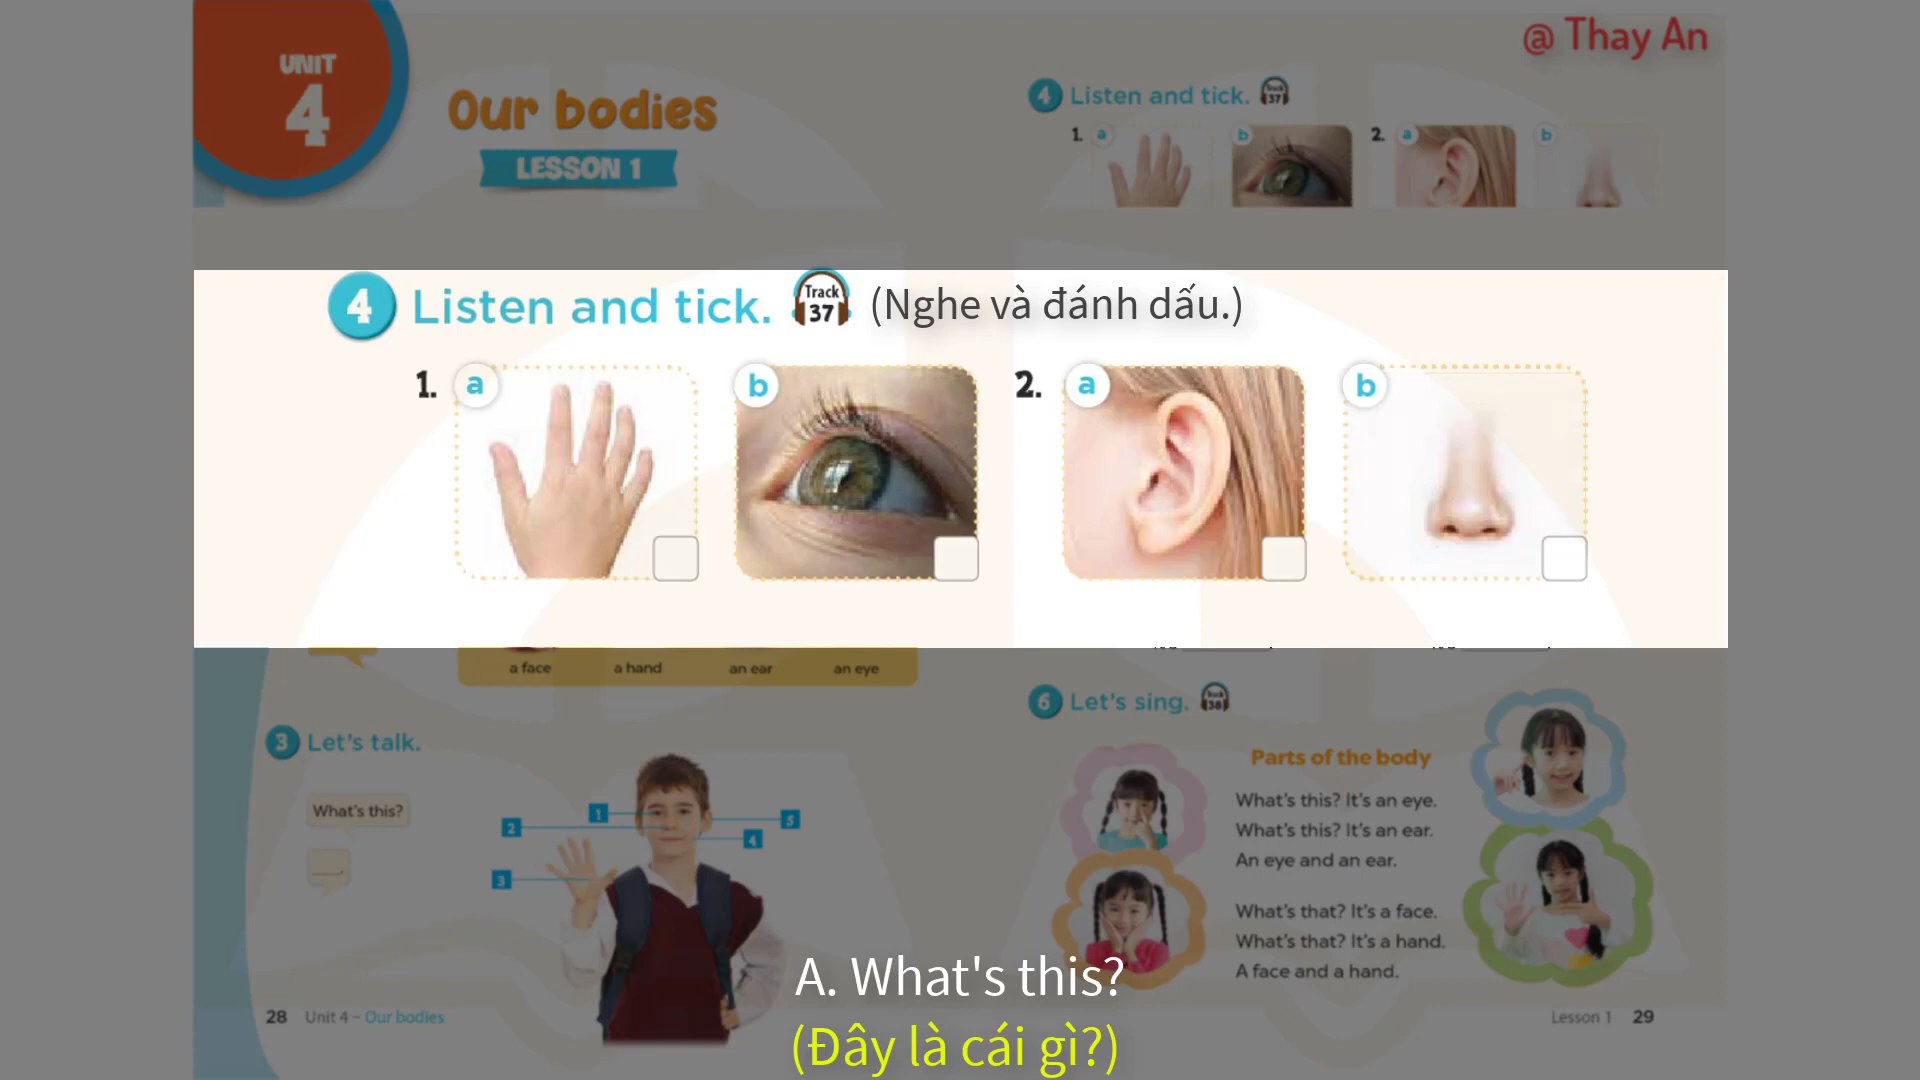 @ Thay An
UNIT
4
Our bodies
LESSON 1
4 Listen and tick. Track 37
1. a b 2. a b
4 Listen and tick. Track 37 (Nghe và đánh dấu.)
1. a b 2. a b
a face a hand an ear an eye
3 Let's talk.
What's this?
1
2
3
4
5
6 Let's sing. Track 38
Parts of the body
What's this? It's an eye.
What's this? It's an ear.
An eye and an ear.
What's that? It's a face.
What's that? It's a hand.
A face and a hand.
28 Unit 4 – Our bodies
Lesson 1 29
A. What's this?
(Đây là cái gì?)